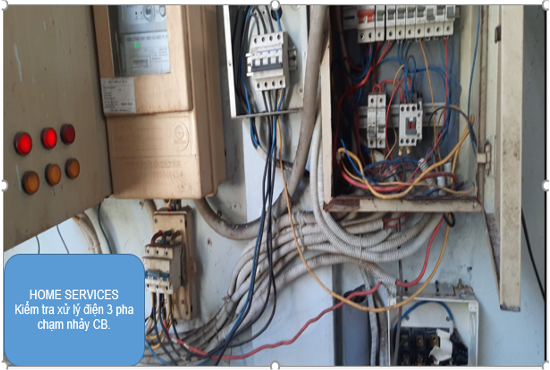 HOME SERVICES
Kiểm tra xử lý điện 3 pha
chạm nhảy CB.